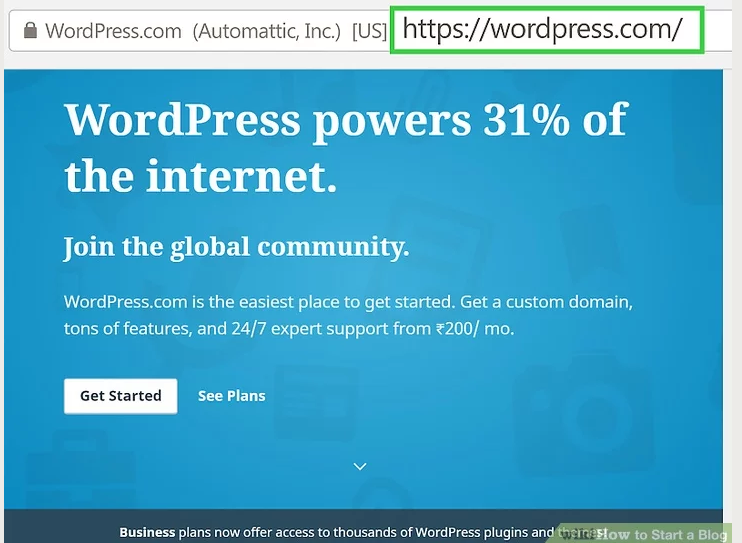 WordPress.com (Automattic, Inc.) [US] https://wordpress.com/
WordPress powers 31% of
the internet.
Join the global community.
WordPress.com is the easiest place to get started. Get a custom domain,
tons of features, and 24/7 expert support from ₹200/ mo.
Get Started See Plans
Business plans now offer access to thousands of WordPress plugins and
wikiHow to Start a Blog